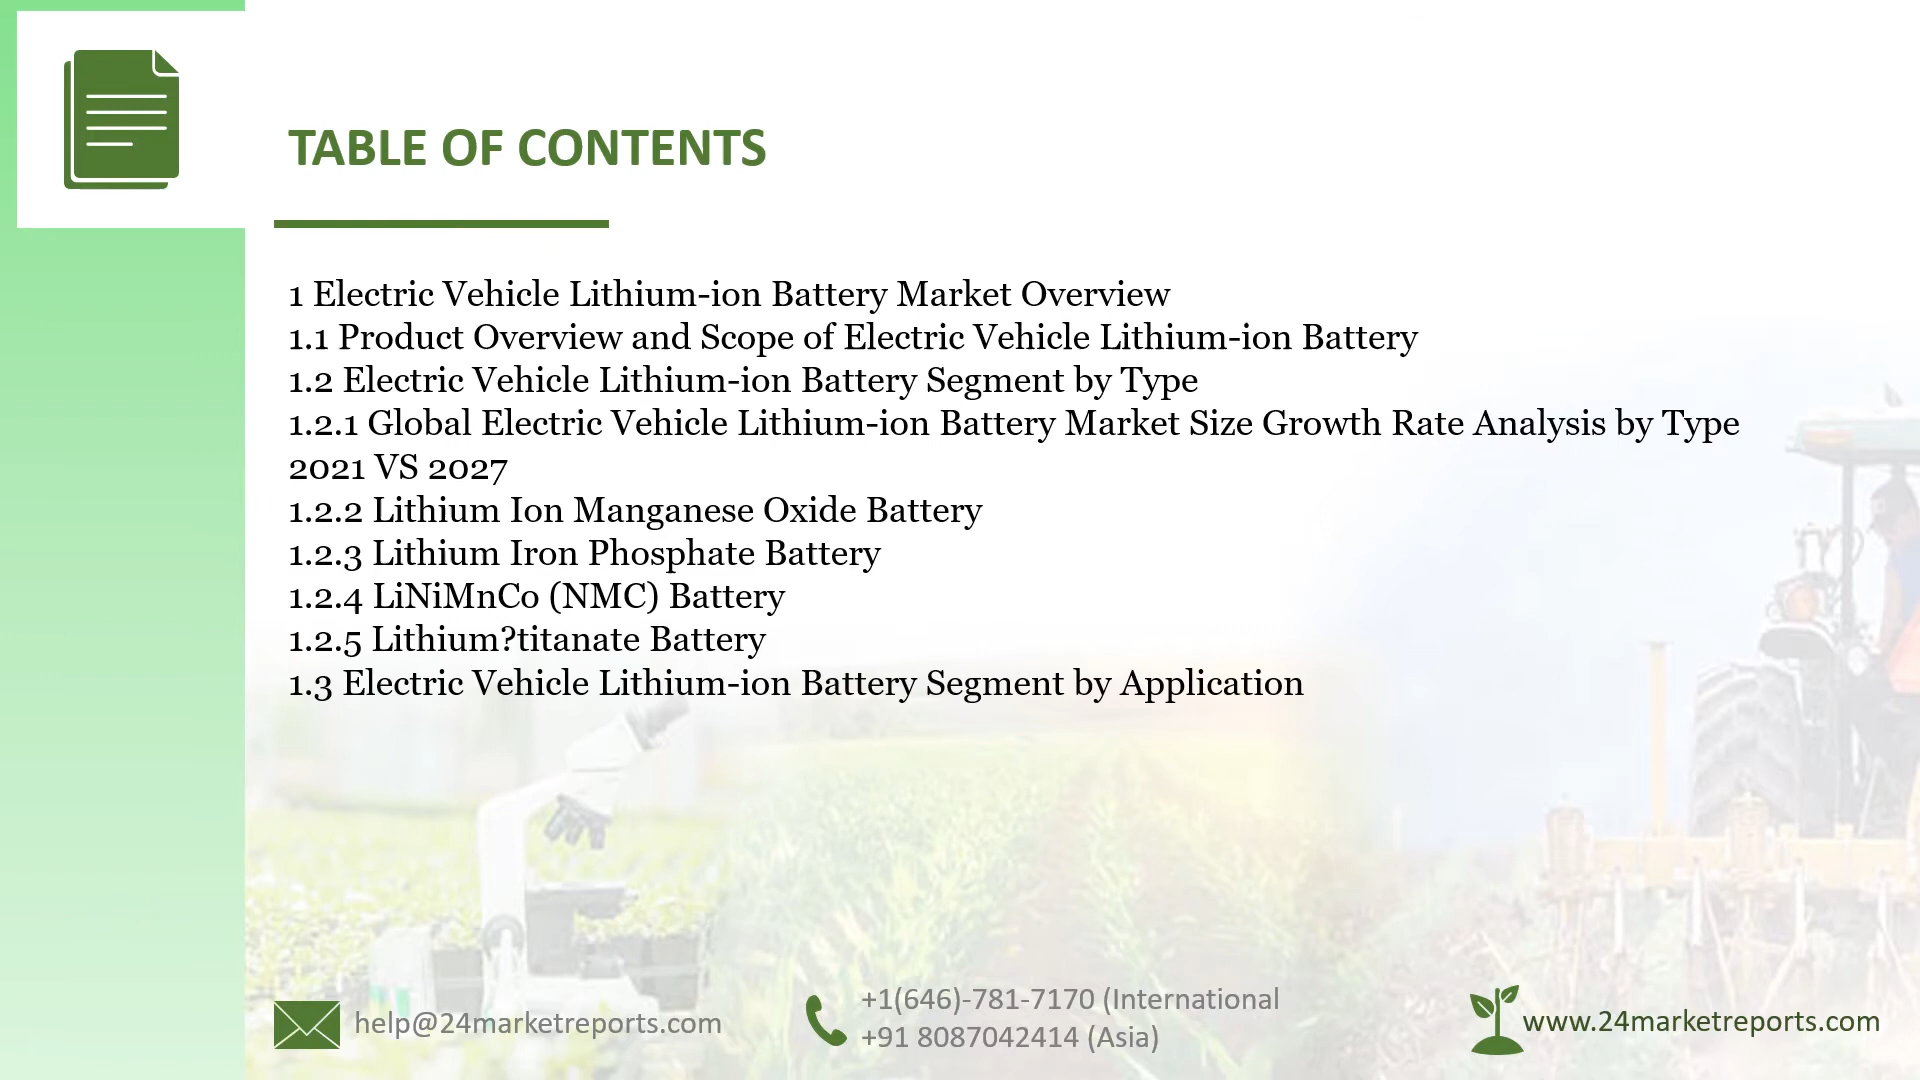 TABLE OF CONTENTS
1 Electric Vehicle Lithium-ion Battery Market Overview
1.1 Product Overview and Scope of Electric Vehicle Lithium-ion Battery
1.2 Electric Vehicle Lithium-ion Battery Segment by Type
1.2.1 Global Electric Vehicle Lithium-ion Battery Market Size Growth Rate Analysis by Type
2021 VS 2027
1.2.2 Lithium Ion Manganese Oxide Battery
1.2.3 Lithium Iron Phosphate Battery
1.2.4 LiNiMnCo (NMC) Battery
1.2.5 Lithium?titanate Battery
1.3 Electric Vehicle Lithium-ion Battery Segment by Application
help@24marketreports.com
+1(646)-781-7170 (International
+91 8087042414 (Asia)
www.24marketreports.com